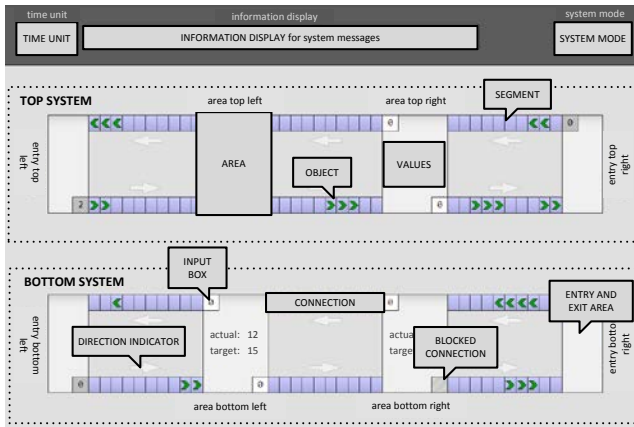 time unit
information display
system mode
TIME UNIT
INFORMATION DISPLAY for system messages
SYSTEM MODE
TOP SYSTEM
area top left
area top right
SEGMENT
0
0
entry top
left
AREA
OBJECT
VALUES
entry top
right
2
0
BOTTOM SYSTEM
INPUT
BOX
0
CONNECTION
ENTRY AND
EXIT AREA
entry bottom
left
DIRECTION INDICATOR
actual: 12
target: 15
BLOCKED
CONNECTION
entry bottom
right
0
0
area bottom left
area bottom right